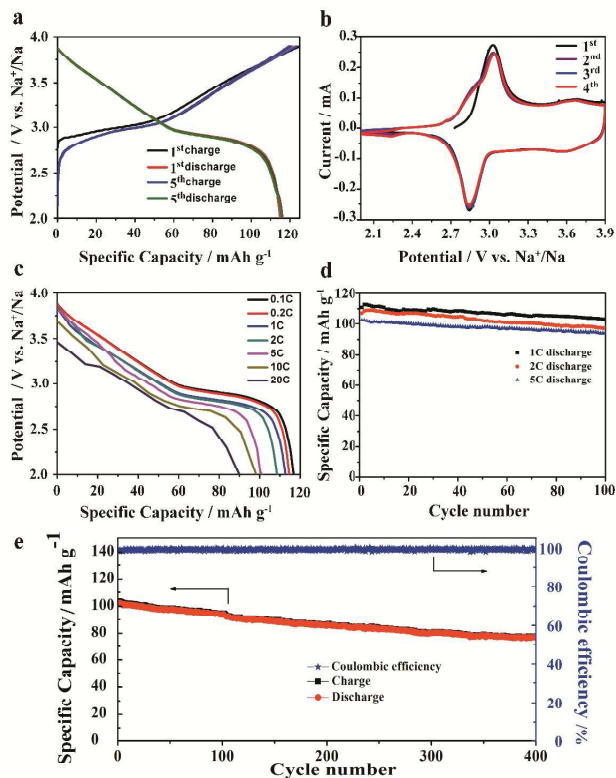 a
Potential / V vs. Na⁺/Na
4.0
3.5
3.0
2.5
2.0
1ˢᵗcharge
1ˢᵗdischarge
5ᵗʰcharge
5ᵗʰdischarge
0 20 40 60 80 100 120
Specific Capacity / mAh g⁻¹
b
Current / mA
0.3
0.2
0.1
0.0
-0.1
-0.2
-0.3
1ˢᵗ
2ⁿᵈ
3ʳᵈ
4ᵗʰ
2.1 2.4 2.7 3.0 3.3 3.6 3.9
Potential / V vs. Na⁺/Na
c
Potential / V vs. Na⁺/Na
4.0
3.5
3.0
2.5
2.0
0.1C
0.2C
1C
2C
5C
10C
20C
0 20 40 60 80 100 120
Specific Capacity / mAh g⁻¹
d
Specific Capacity / mAh g⁻¹
120
100
80
60
40
20
0
1C discharge
2C discharge
5C discharge
0 20 40 60 80 100
Cycle number
e
Specific Capacity/ mAh g⁻¹
140
120
100
80
60
40
20
0
Coulombic efficiency
Charge
Discharge
0 100 200 300 400
Cycle number
100
80
60
40
20
0
Coulombic efficiency /%